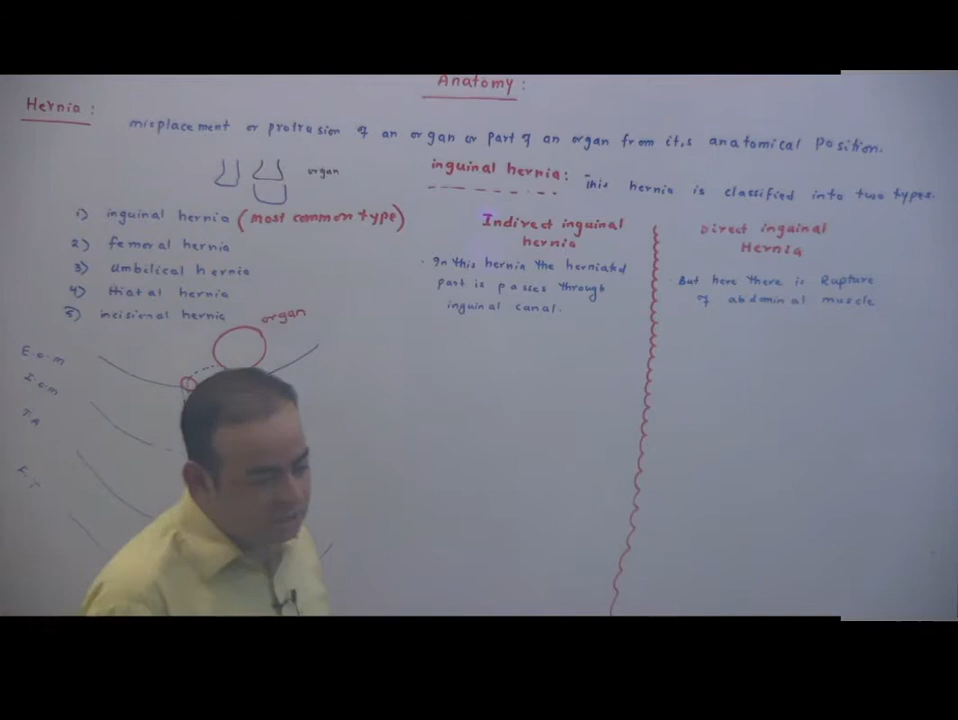 Anatomy :
Hernia :
misplacement or protrusion of an organ or part of an organ from it,s anatomical Position.
organ
inguinal hernia : This hernia is classified into two types.
1) inguinal hernia (most common type)
2) femoral hernia
3) umbilical hernia
4) Hiatal hernia
5) incisional hernia
organ
E.O.M
I.O.M
T.A
F.T
Indirect inguinal
hernia
. In this hernia the herniated
part is passes through
inguinal canal.
Direct inguinal
Hernia
. But here there is Rupture
of abdominal muscle